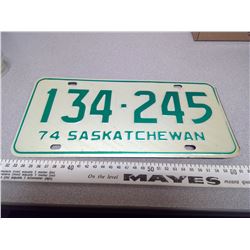 134-245
74 SASKATCHEWAN
On the level MAYES